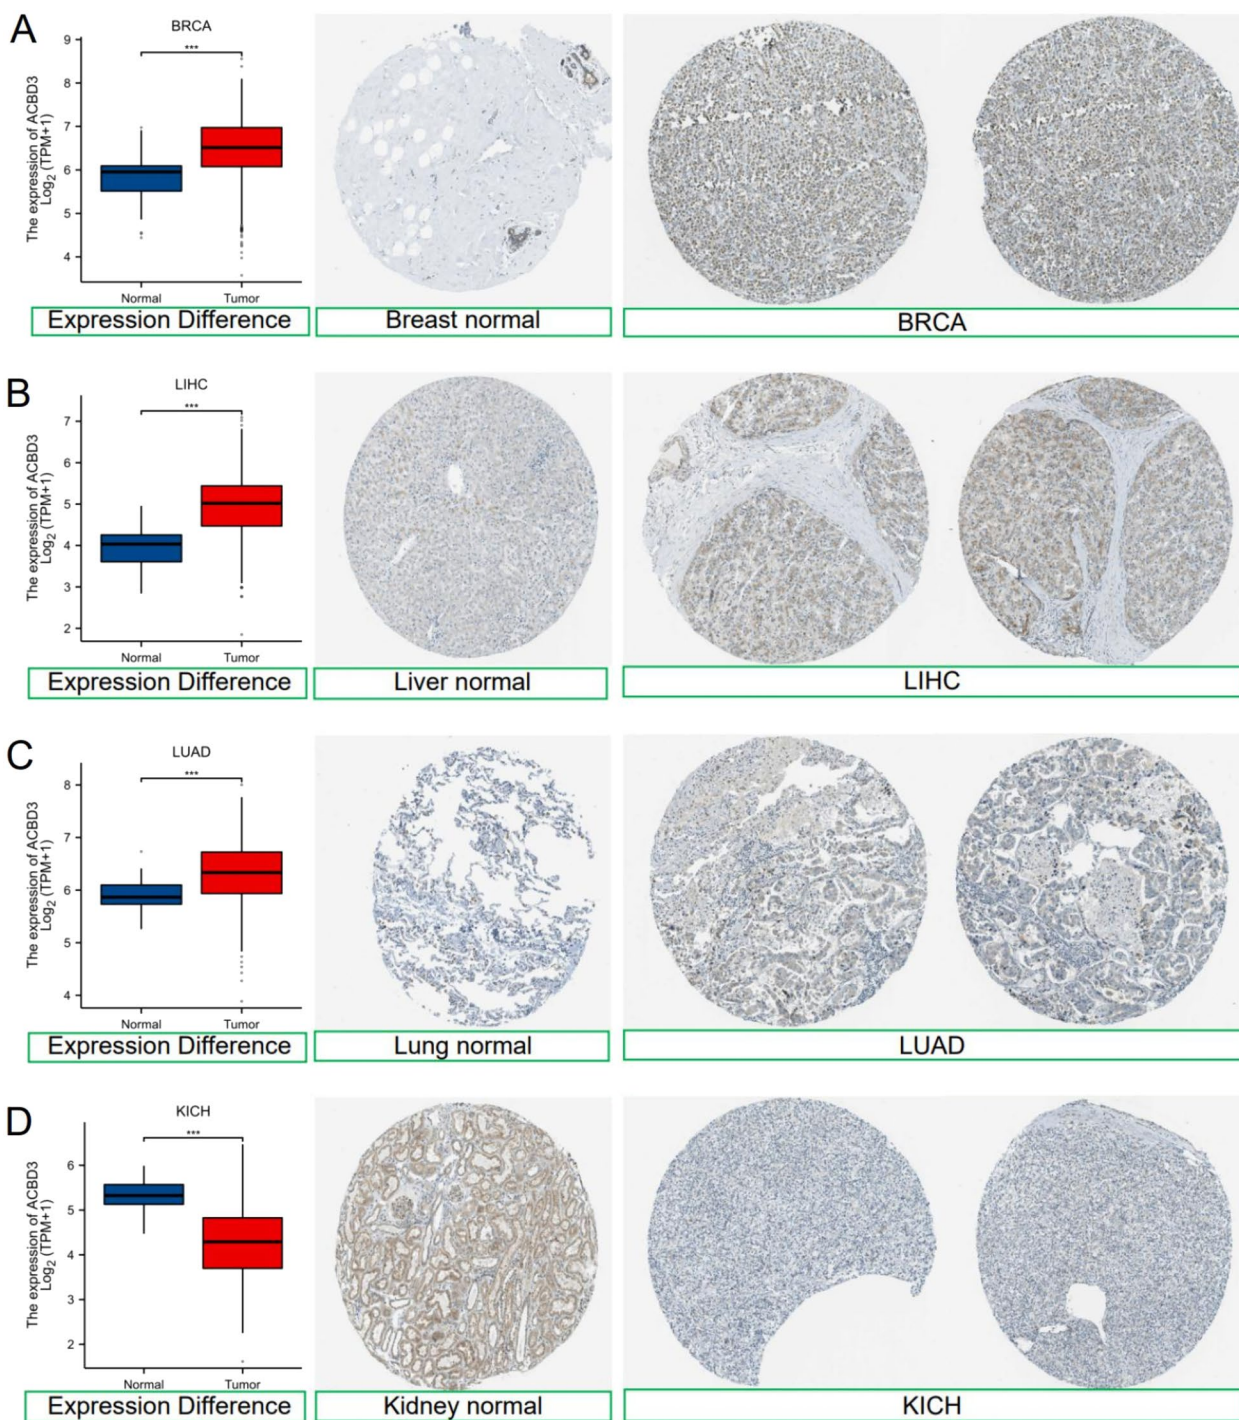 A
BRCA
***
The expression of ACBD3
Log2 (TPM+1)
9
8
7
6
5
4
Normal
Tumor
Expression Difference
Breast normal
BRCA
B
LIHC
***
The expression of ACBD3
Log2 (TPM+1)
7
6
5
4
3
2
Normal
Tumor
Expression Difference
Liver normal
LIHC
C
LUAD
***
The expression of ACBD3
Log2 (TPM+1)
8
7
6
5
4
Normal
Tumor
Expression Difference
Lung normal
LUAD
D
KICH
***
The expression of ACBD3
Log2 (TPM+1)
6
5
4
3
2
Normal
Tumor
Expression Difference
Kidney normal
KICH